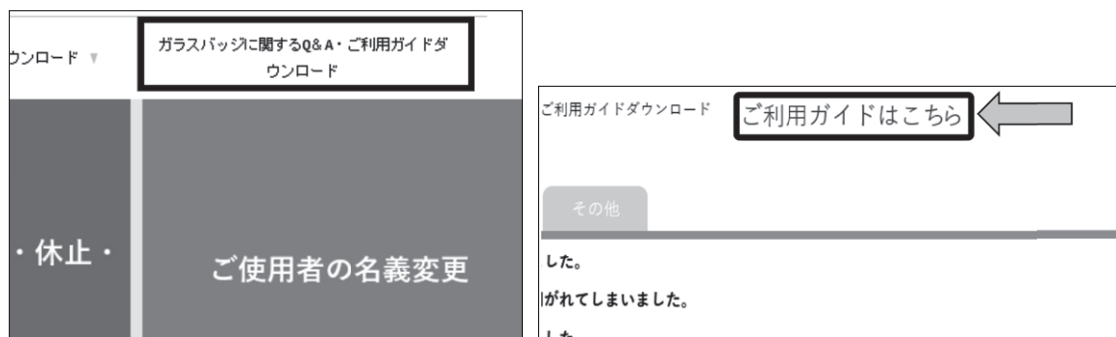 ウンロード ▼
ガラスバッジに関するQ&A・ご利用ガイドダ
ウンロード
・休止・
ご使用者の名義変更
ご利用ガイドダウンロード
ご利用ガイドはこちら
その他
した。
がれてしまいました。
した